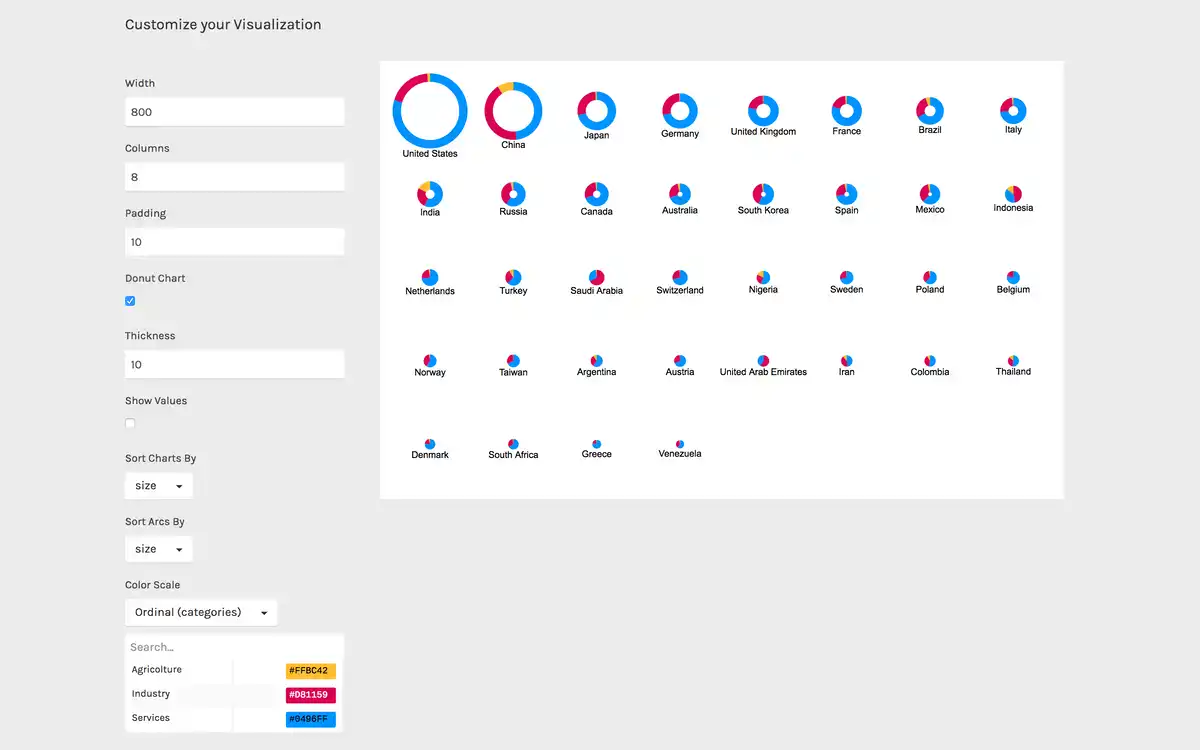 Customize your Visualization
Width
800
Columns
8
Padding
10
Donut Chart
Thickness
10
Show Values
Sort Charts By
size
Sort Arcs By
size
Color Scale
Ordinal (categories)
Search...
Agricolture #FFBC42
Industry #D81159
Services #0496FF
United States China Japan Germany United Kingdom France Brazil Italy
India Russia Canada Australia South Korea Spain Mexico Indonesia
Netherlands Turkey Saudi Arabia Switzerland Nigeria Sweden Poland Belgium
Norway Taiwan Argentina Austria United Arab Emirates Iran Colombia Thailand
Denmark South Africa Greece Venezuela